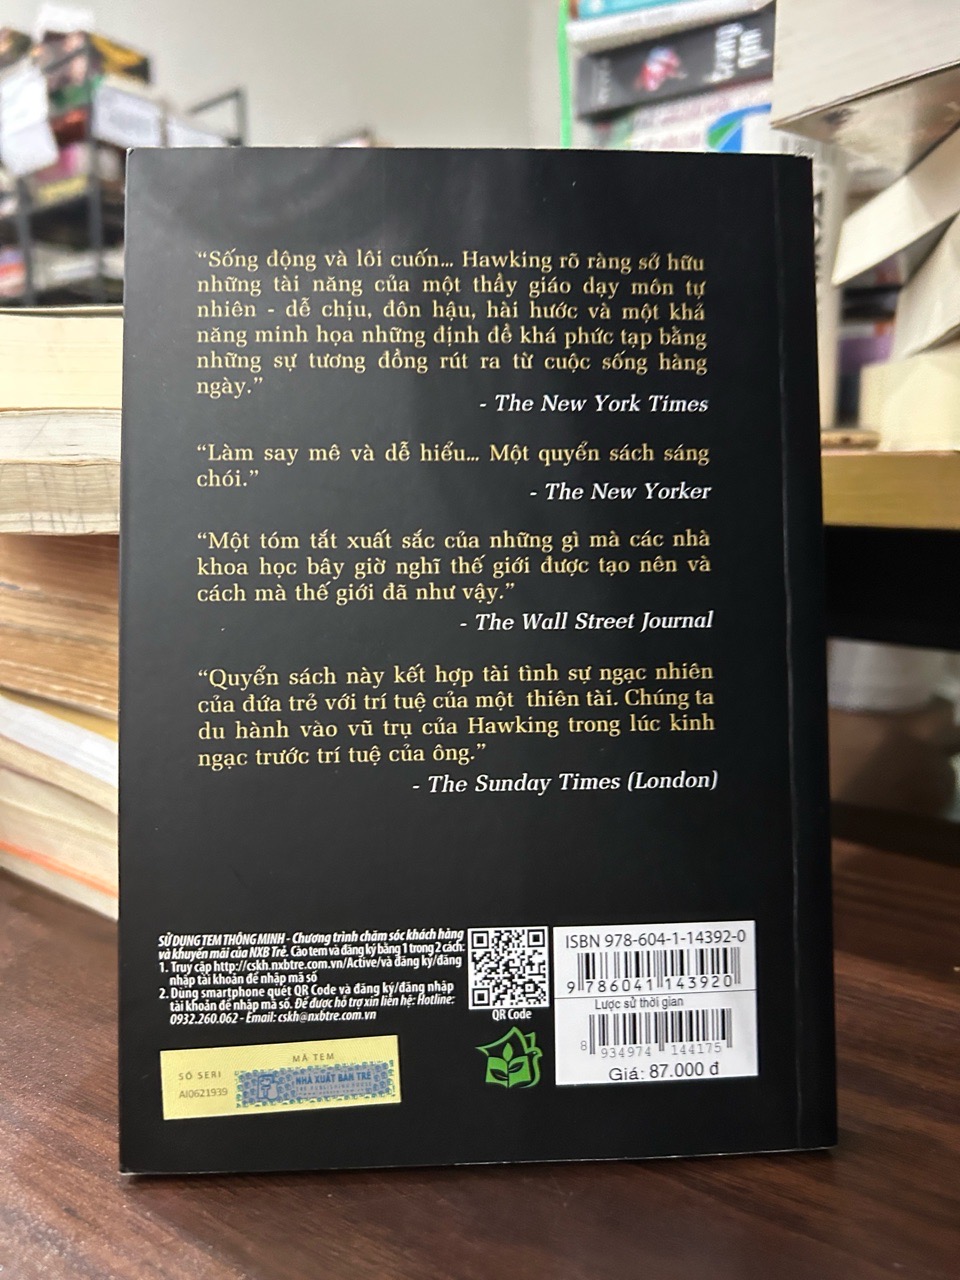 “Sống động và lôi cuốn... Hawking rõ ràng sở hữu
những tài năng của một thầy giáo dạy môn tự
nhiên - dễ chịu, đôn hậu, hài hước và một khả
năng minh họa những định đề khá phức tạp bằng
những sự tương đồng rút ra từ cuộc sống hàng
ngày.”
- The New York Times
“Làm say mê và dễ hiểu... Một quyển sách sáng
chói.”
- The New Yorker
“Một tóm tắt xuất sắc của những gì mà các nhà
khoa học bây giờ nghĩ thế giới được tạo nên và
cách mà thế giới đã như vậy.”
- The Wall Street Journal
“Quyển sách này kết hợp tài tình sự ngạc nhiên
của đứa trẻ với trí tuệ của một thiên tài. Chúng ta
du hành vào vũ trụ của Hawking trong lúc kinh
ngạc trước trí tuệ của ông.”
- The Sunday Times (London)
SỬ DỤNG TEM THÔNG MINH - Chương trình chăm sóc khách hàng
và khuyến mãi của NXB Trẻ. Cào tem và đăng ký bằng 1 trong 2 cách:
1. Truy cập http://cskh.nxbtre.com.vn/Active/và đăng ký/đăng
nhập tài khoản để nhập mã số
2. Dùng smartphone quét QR Code và đăng ký/đăng nhập
tài khoản để nhập mã số. Để được hỗ trợ xin liên hệ: Hotline:
0932.260.062 - Email: cskh@nxbtre.com.vn
QR Code
ISBN 978-604-1-14392-0
9 786041 143920
Lược sử thời gian
8 934974 144175
Giá: 87.000 đ
MÃ TEM
SỐ SERI
AI0621939
NHÀ XUẤT BẢN TRẺ